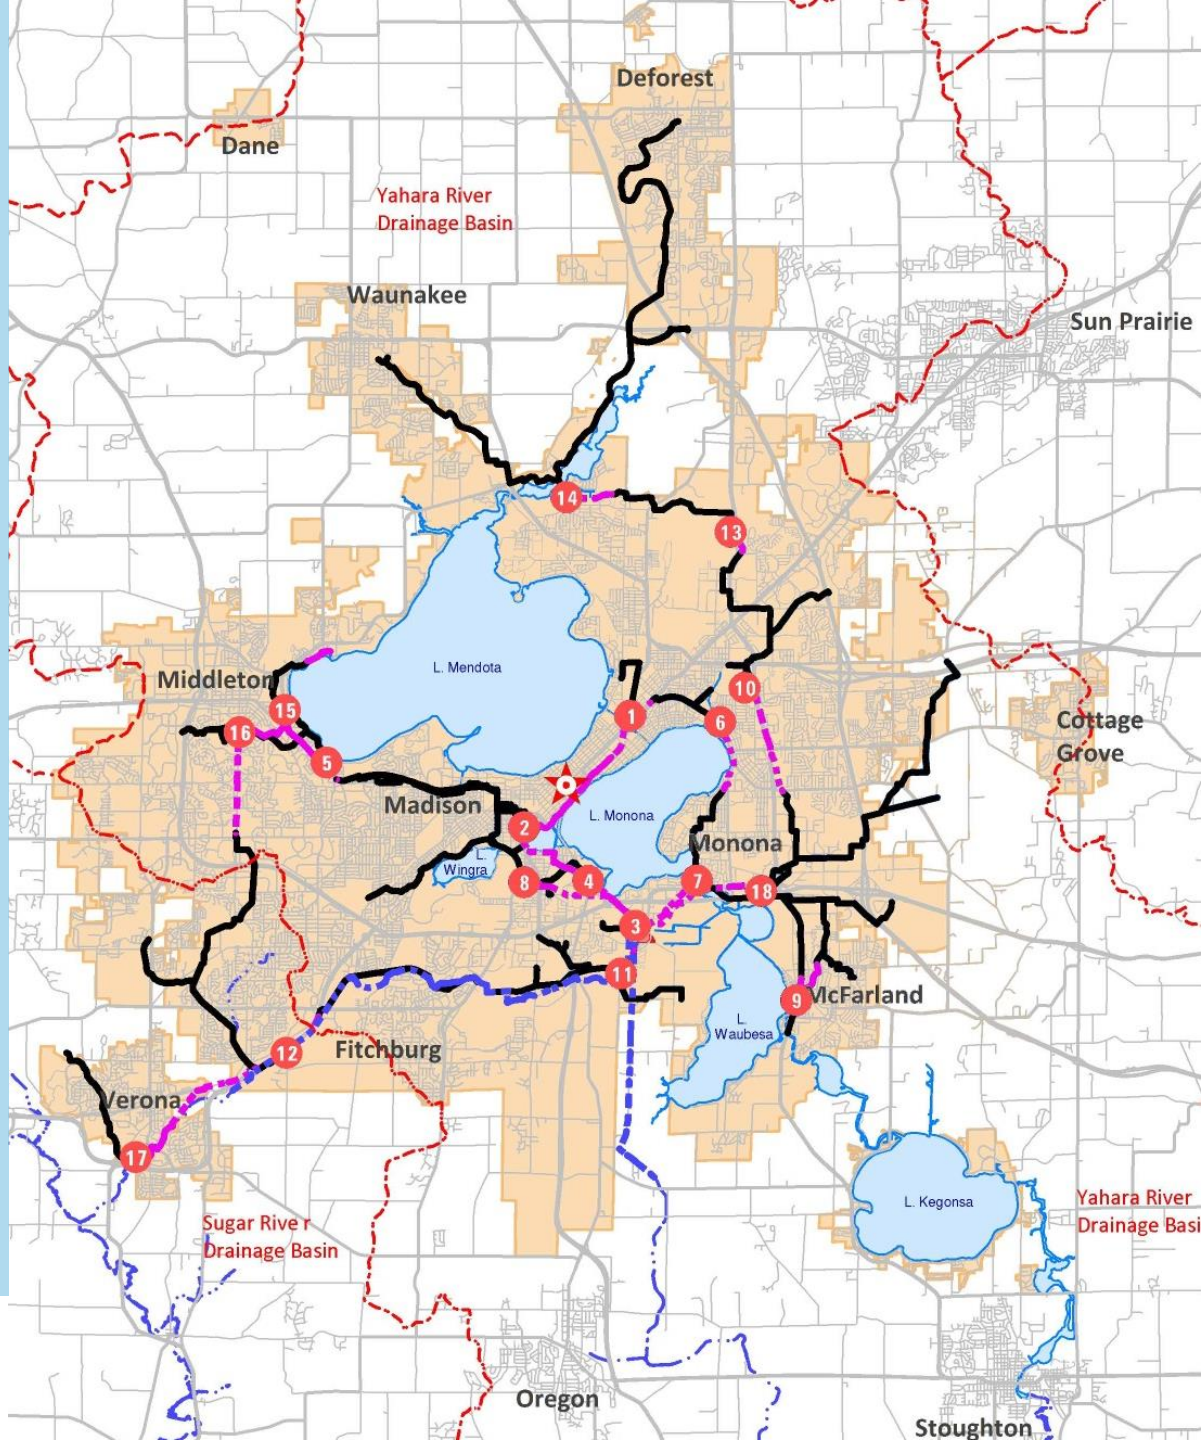 Deforest
Dane
Yahara River
Drainage Basin
Waunakee
Sun Prairie
14
13
L. Mendota
Middleton
15
16
5
1
6
10
Cottage
Grove
Madison
L. Monona
2
Monona
L.
Wingra
8
4
7
18
3
11
9
McFarland
L.
Waubesa
12
Fitchburg
Verona
17
L. Kegonsa
Yahara River
Drainage Basi
Sugar Rive r
Drainage Basin
Oregon
Stoughton